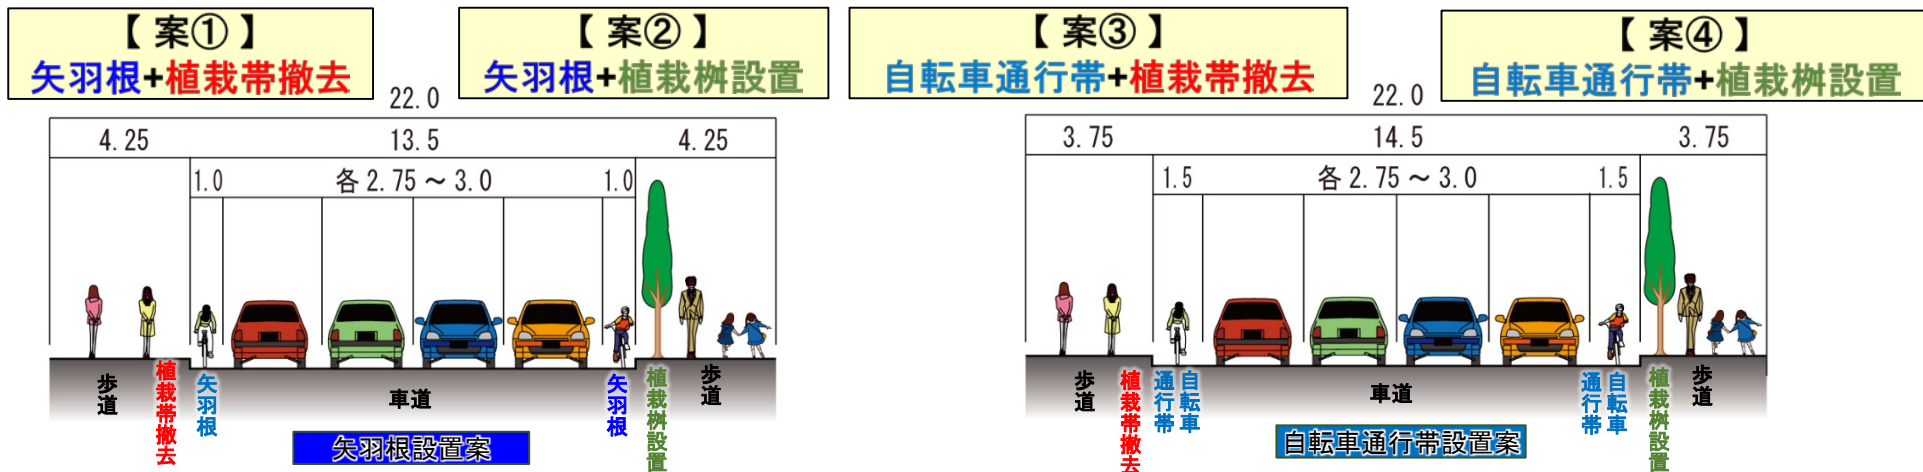 【 案① 】
矢羽根+植栽帯撤去
【 案② 】
矢羽根+植栽桝設置
22.0
4.25
13.5
4.25
1.0
各2.75～3.0
1.0
歩道
植栽帯撤去
矢羽根
車道
矢羽根
植栽桝設置
歩道
矢羽根設置案
【 案③ 】
自転車通行帯+植栽帯撤去
【 案④ 】
自転車通行帯+植栽桝設置
22.0
3.75
14.5
3.75
1.5
各2.75～3.0
1.5
歩道
植栽帯撤去
自転車
通行帯
車道
自転車
通行帯
植栽桝設置
歩道
自転車通行帯設置案